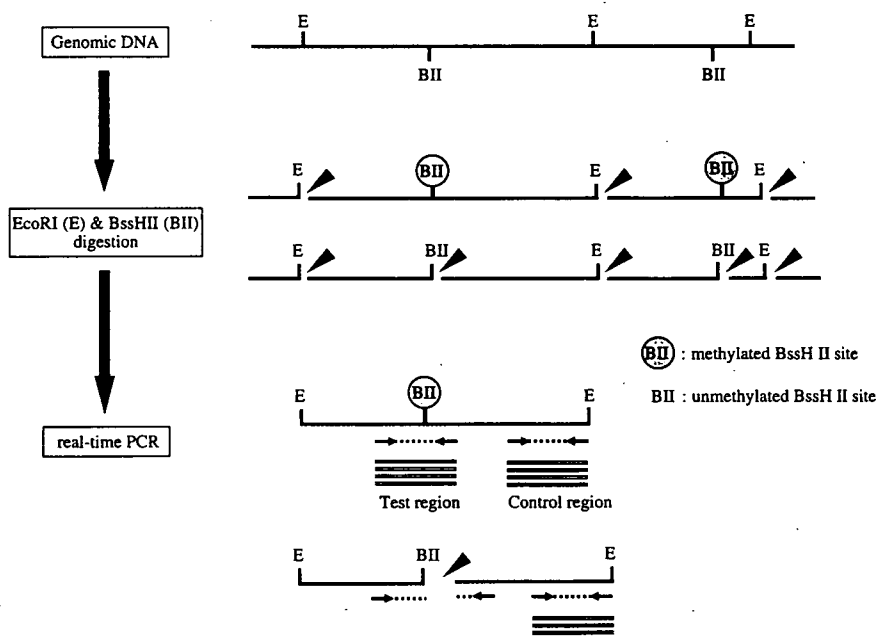 Genomic DNA
E E E
BII BII
E BII E BII E
EcoRI (E) & BssHII (BII)
digestion
E BII E BII E
BII : methylated BssH II site
BII : unmethylated BssH II site
E BII E
real-time PCR
Test region Control region
E BII E